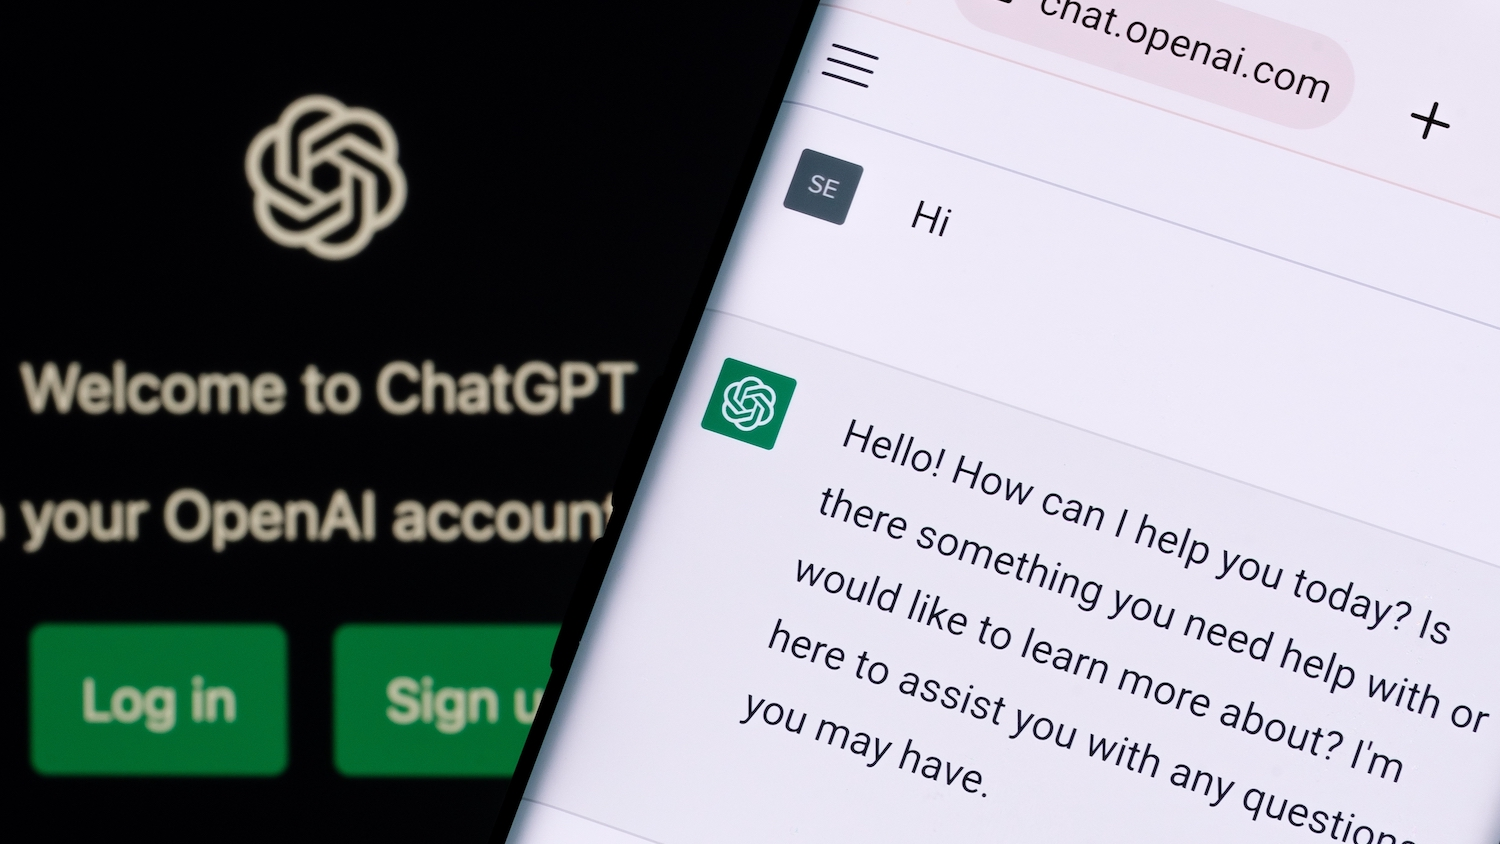 Welcome to ChatGPT
your OpenAI account
Log in
Sign u
chat.openai.com
SE
Hi
Hello! How can I help you today? Is
there something you need help with or
would like to learn more about? I'm
here to assist you with any questions
you may have.